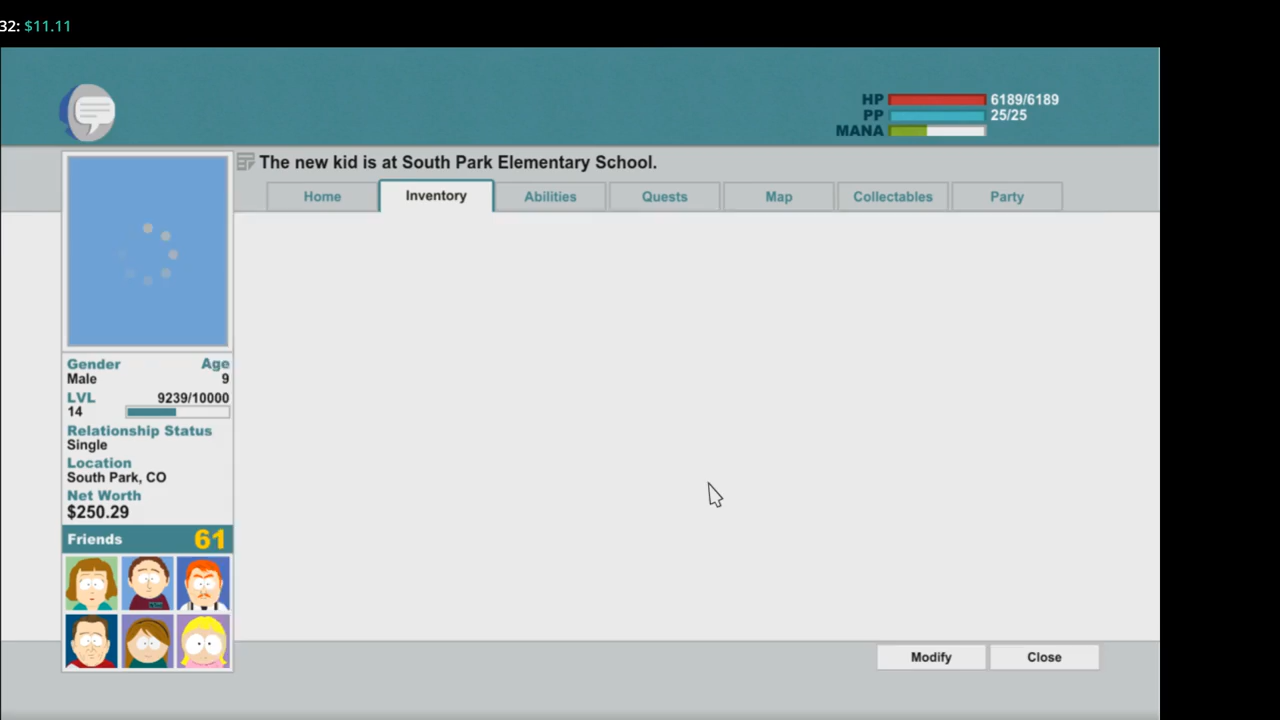 32: $11.11
HP 6189/6189
PP 25/25
MANA
The new kid is at South Park Elementary School.
Home Inventory Abilities Quests Map Collectables Party
Gender Age
Male 9
LVL 9239/10000
14
Relationship Status
Single
Location
South Park, CO
Net Worth
$250.29
Friends 61
Modify Close